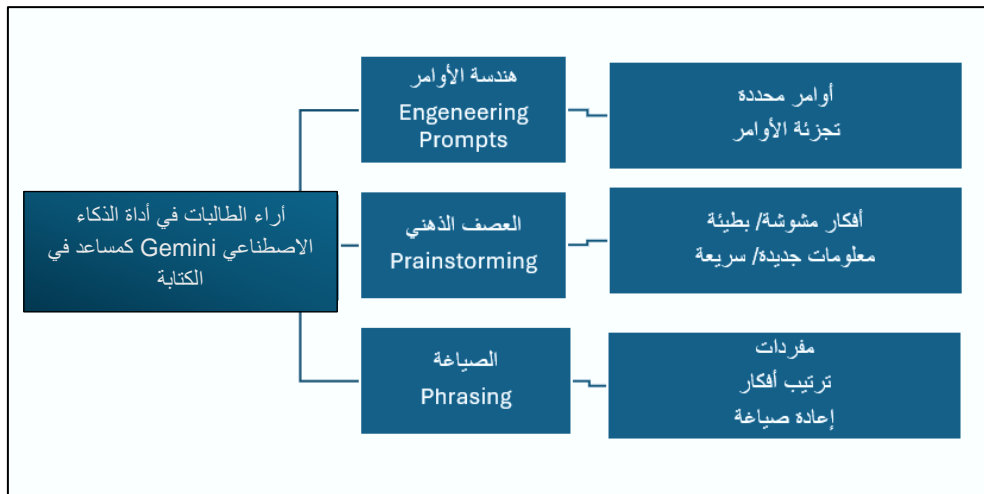 أراء الطالبات في أداة الذكاء
الاصطناعي Gemini كمساعد في
الكتابة
هندسة الأوامر
Engeneering
Prompts
أوامر محددة
تجزئة الأوامر
العصف الذهني
Prainstorming
أفكار مشوشة/ بطيئة
معلومات جديدة/ سريعة
الصياغة
Phrasing
مفردات
ترتيب أفكار
إعادة صياغة